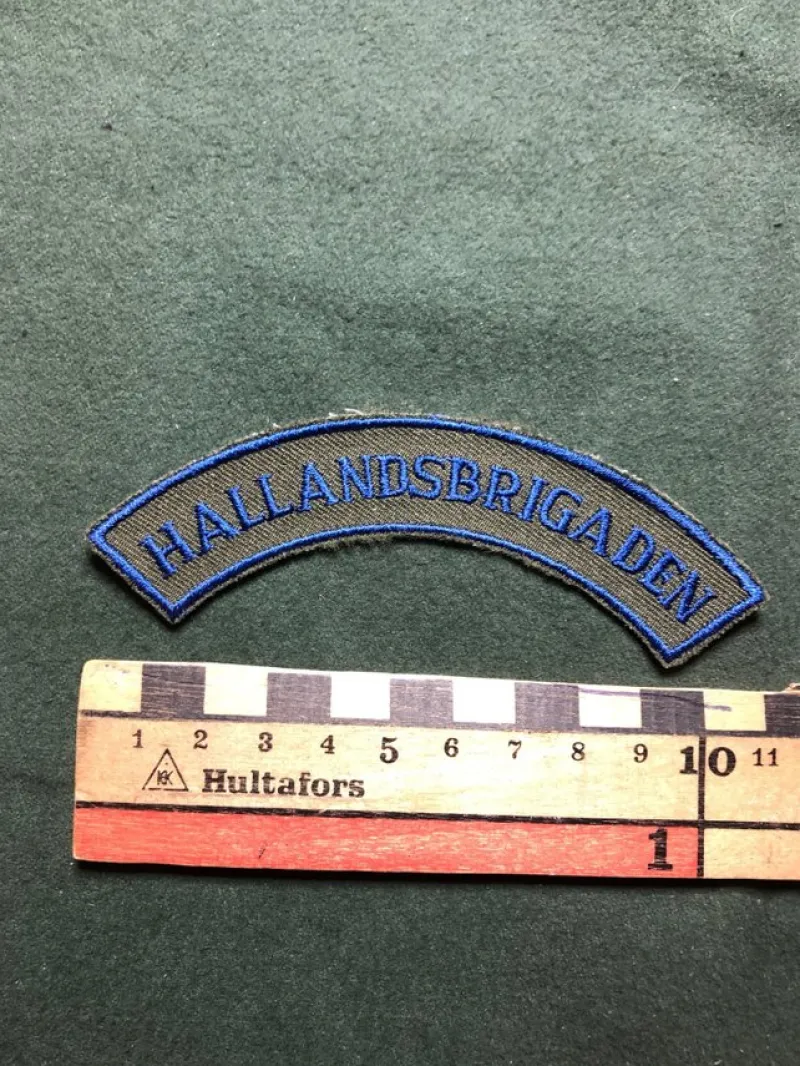 HALLANDSBRIGADEN
1 2 3 4 5 6 7 8 9 10 11
Hultafors
1